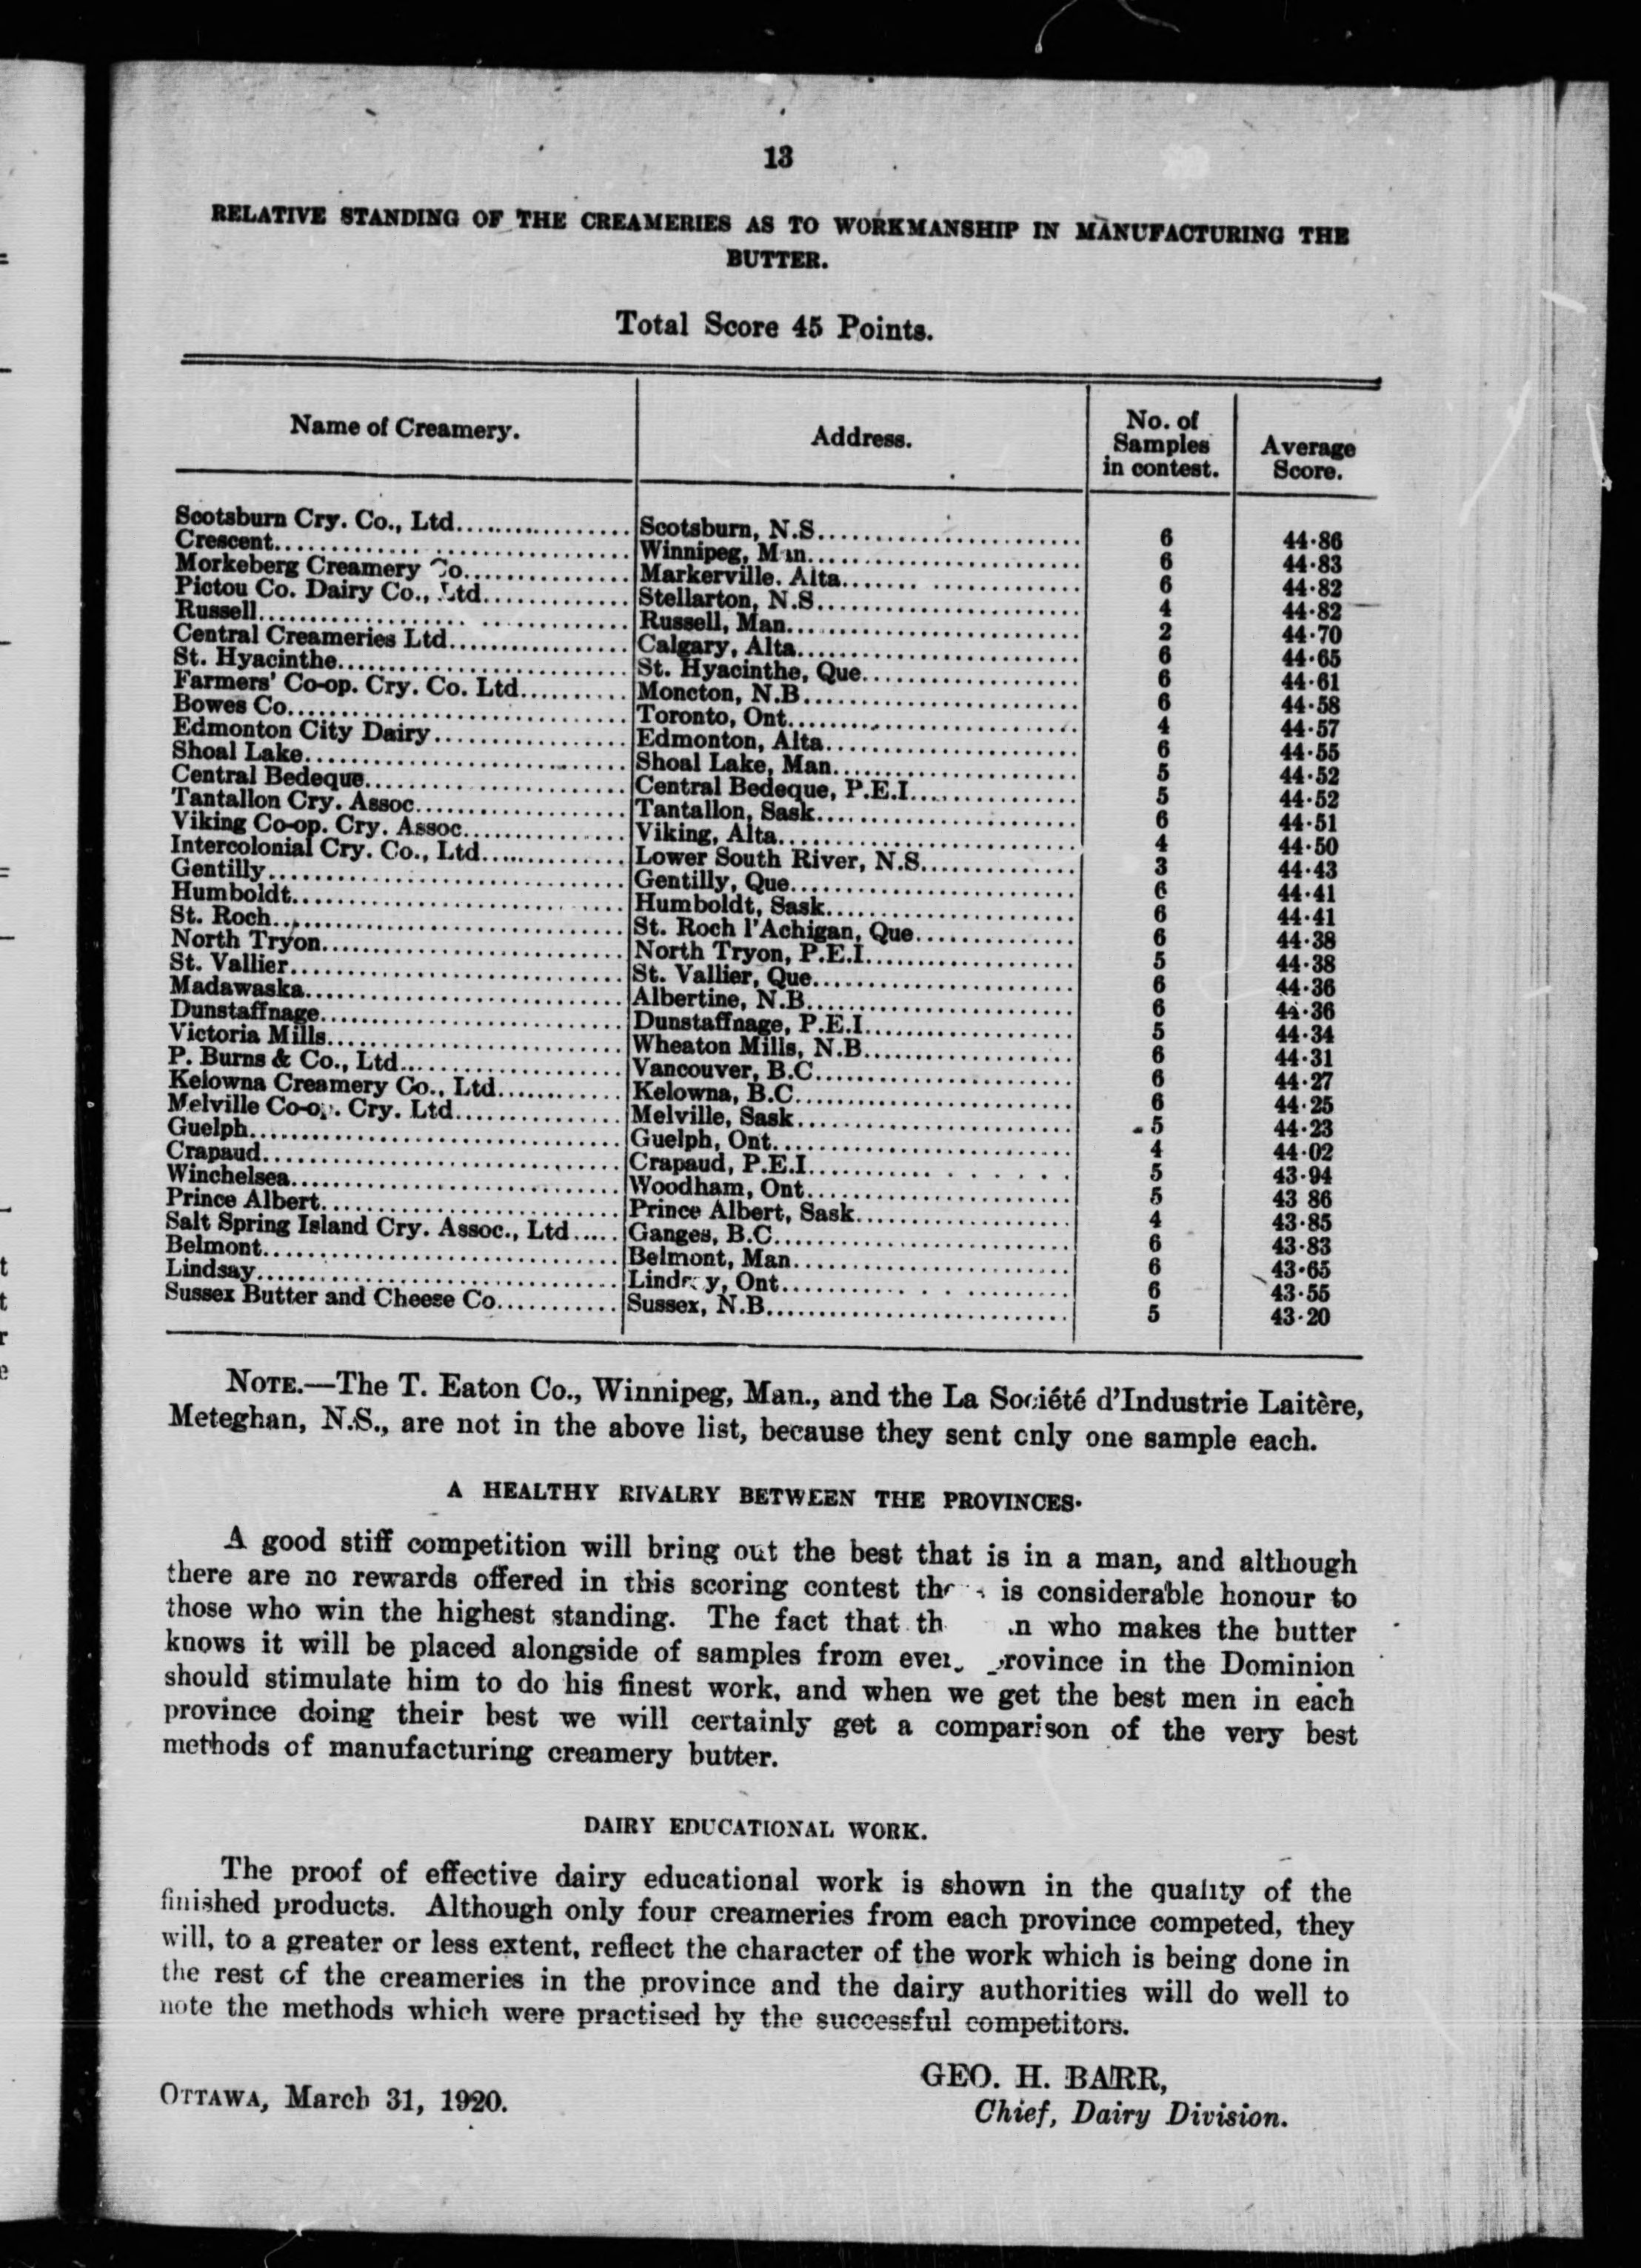 13
RELATIVE STANDING OF THE CREAMERIES AS TO WORKMANSHIP IN MANUFACTURING THE
BUTTER.
Total Score 45 Points.
Name of Creamery. Address. No. of Samples in contest. Average Score.
Scotsburn Cry. Co., Ltd. Scotsburn, N.S. 6 44·86
Crescent. Winnipeg, Man. 6 44·83
Morkeberg Creamery Co. Markerville. Alta. 6 44·82
Pictou Co. Dairy Co., Ltd. Stellarton, N.S. 4 44·82
Russell. Russell, Man. 2 44·70
Central Creameries Ltd. Calgary, Alta. 6 44·65
St. Hyacinthe. St. Hyacinthe, Que. 6 44·61
Farmers' Co-op. Cry. Co. Ltd. Moncton, N.B. 6 44·58
Bowes Co. Toronto, Ont. 4 44·57
Edmonton City Dairy. Edmonton, Alta. 6 44·55
Shoal Lake. Shoal Lake, Man. 5 44·52
Central Bedeque. Central Bedeque, P.E.I. 5 44·52
Tantallon Cry. Assoc. Tantallon, Sask. 6 44·51
Viking Co-op. Cry. Assoc. Viking, Alta. 4 44·50
Intercolonial Cry. Co., Ltd. Lower South River, N.S. 3 44·43
Gentilly. Gentilly, Que. 6 44·41
Humboldt. Humboldt, Sask. 6 44·41
St. Roch. St. Roch l'Achigan, Que. 6 44·38
North Tryon. North Tryon, P.E.I. 5 44·38
St. Vallier. St. Vallier, Que. 6 44·36
Madawaska. Albertine, N.B. 6 44·36
Dunstaffnage. Dunstaffnage, P.E.I. 5 44·34
Victoria Mills. Wheaton Mills, N.B. 6 44·31
P. Burns & Co., Ltd. Vancouver, B.C. 6 44·27
Kelowna Creamery Co., Ltd. Kelowna, B.C. 6 44·25
Melville Co-op. Cry. Ltd. Melville, Sask. 5 44·23
Guelph. Guelph, Ont. 4 44·02
Crapaud. Crapaud, P.E.I. 5 43·94
Winchelsea. Woodham, Ont. 5 43 86
Prince Albert. Prince Albert, Sask. 4 43·85
Salt Spring Island Cry. Assoc., Ltd. Ganges, B.C. 6 43·83
Belmont. Belmont, Man. 6 43·65
Lindsay. Lindsay, Ont. 6 43·55
Sussex Butter and Cheese Co. Sussex, N.B. 5 43·20
NOTE.—The T. Eaton Co., Winnipeg, Man., and the La Société d'Industrie Laitère,
Meteghan, N.S., are not in the above list, because they sent only one sample each.
A HEALTHY RIVALRY BETWEEN THE PROVINCES·
A good stiff competition will bring out the best that is in a man, and although
there are no rewards offered in this scoring contest is considerable honour to
those who win the highest standing. The fact that who makes the butter
knows it will be placed alongside of samples from every province in the Dominion
should stimulate him to do his finest work, and when we get the best men in each
province doing their best we will certainly get a comparison of the very best
methods of manufacturing creamery butter.
DAIRY EDUCATIONAL WORK.
The proof of effective dairy educational work is shown in the quality of the
finished products. Although only four creameries from each province competed, they
will, to a greater or less extent, reflect the character of the work which is being done in
the rest of the creameries in the province and the dairy authorities will do well to
note the methods which were practised by the successful competitors.
GEO. H. BARR,
Chief, Dairy Division.
OTTAWA, March 31, 1920.